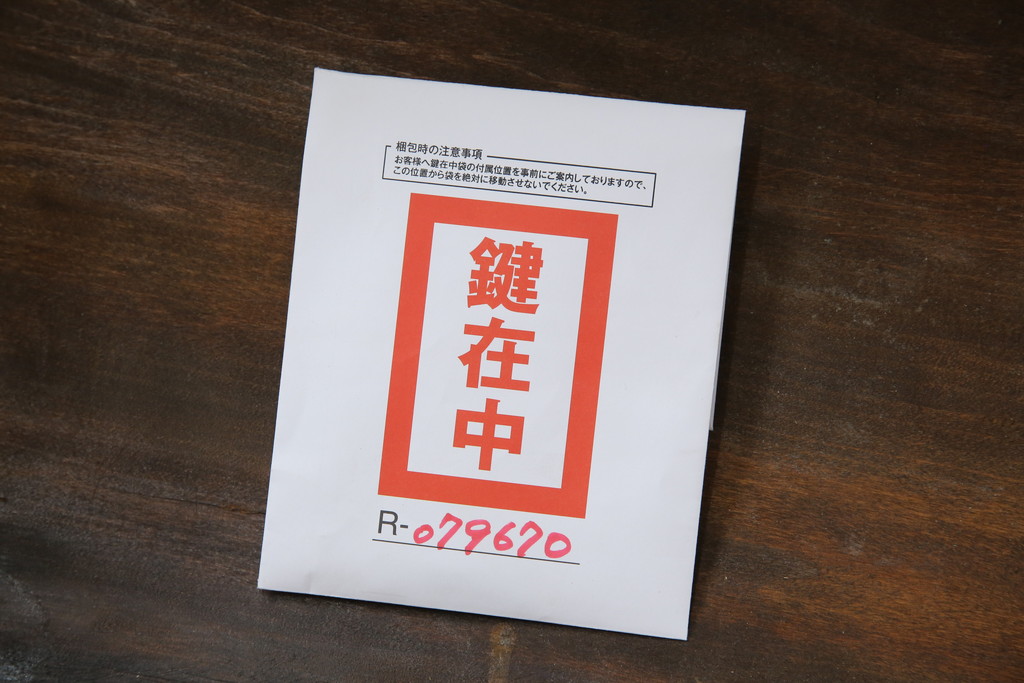 梱包時の注意事項
お客様へ鍵在中袋の付属位置を事前にご案内しておりますので、
この位置から袋を絶対に移動させないでください。
鍵在中
R-079670